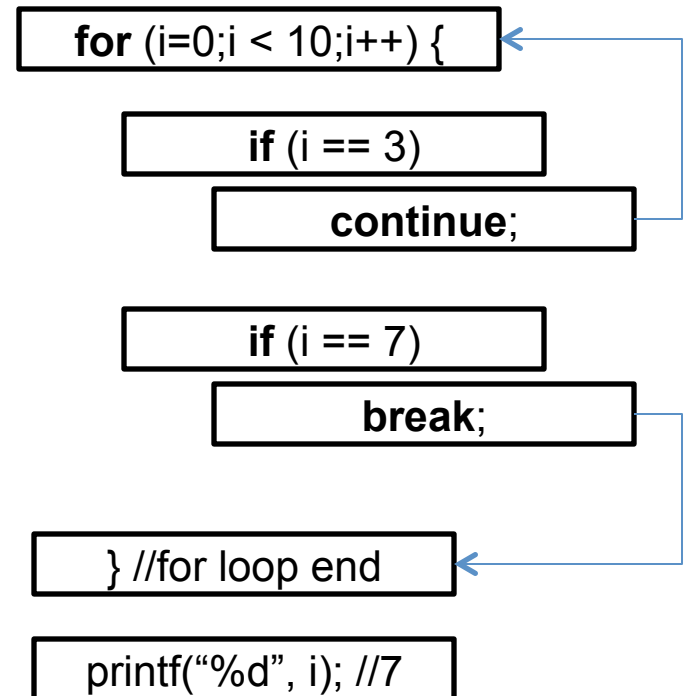 for (i=0;i < 10;i++) {
if (i == 3)
continue;
if (i == 7)
break;
} //for loop end
printf(“%d”, i); //7